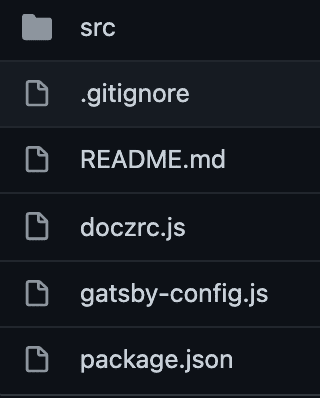 src
.gitignore
README.md
doczrc.js
gatsby-config.js
package.json